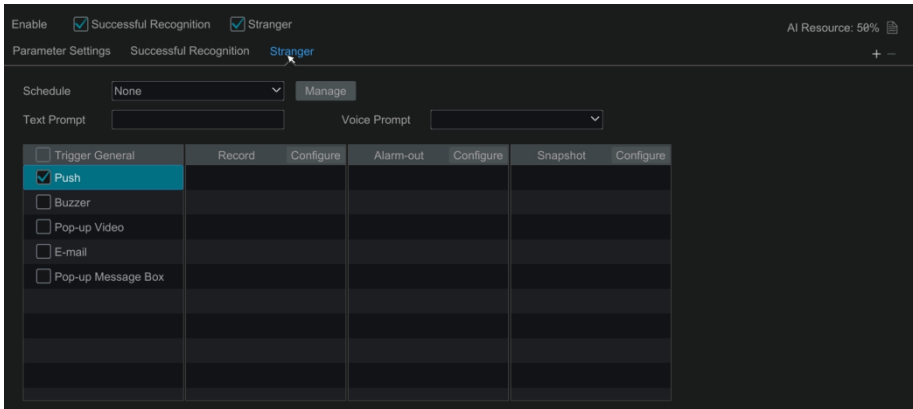 Enable Successful Recognition Stranger AI Resource: 50%
Parameter Settings Successful Recognition Stranger + −
Schedule None Manage
Text Prompt Voice Prompt
Trigger General Record Configure Alarm-out Configure Snapshot Configure
Push
Buzzer
Pop-up Video
E-mail
Pop-up Message Box